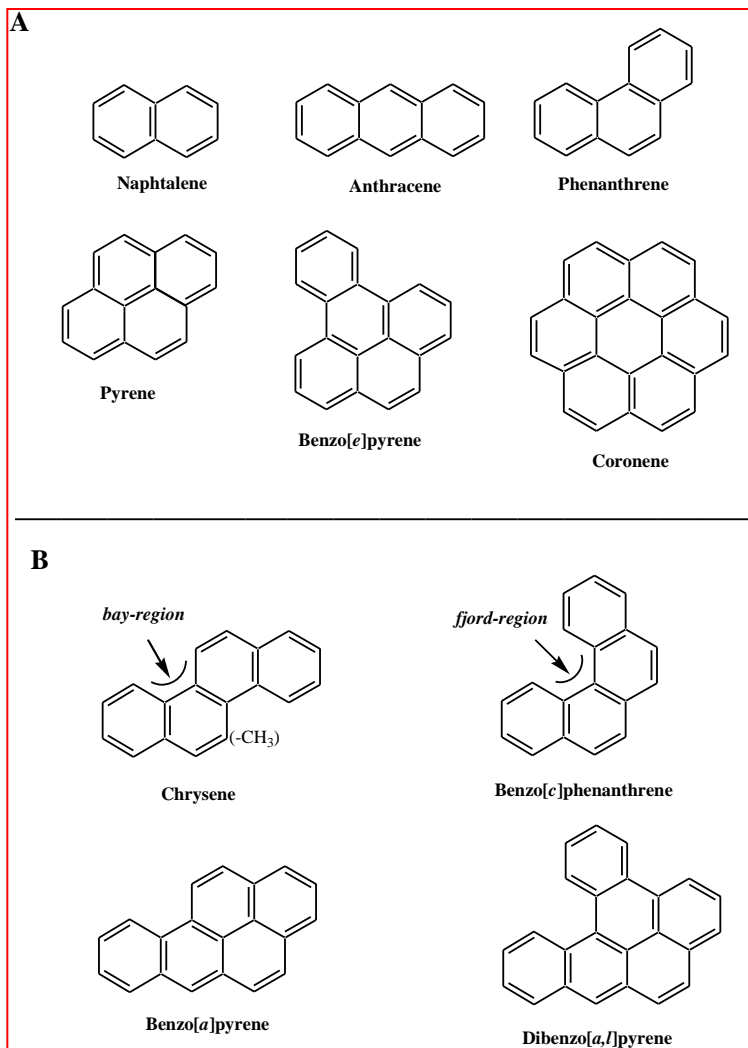 A
Naphtalene
Anthracene
Phenanthrene
Pyrene
Benzo[e]pyrene
Coronene
B
bay-region
fjord-region
(-CH3)
Chrysene
Benzo[c]phenanthrene
Benzo[a]pyrene
Dibenzo[a,l]pyrene